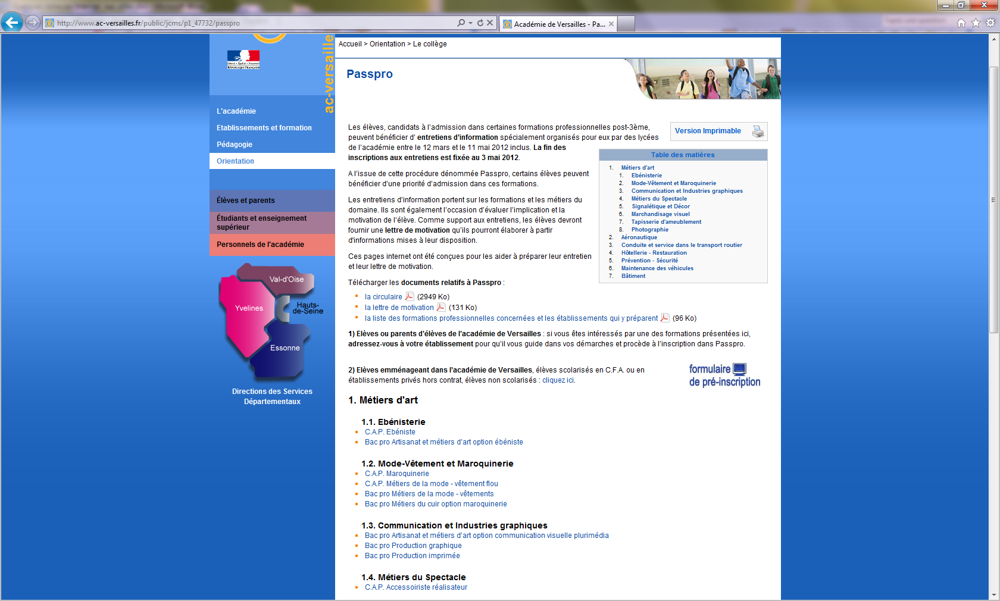 http://www.ac-versailles.fr/public/jcms/p1_47732/passpro
Académie de Versailles - Pa...
ac-versaille
Liberté • Égalité • Fraternité
RÉPUBLIQUE FRANÇAISE
L'académie
Etablissements et formation
Pédagogie
Orientation
Élèves et parents
Étudiants et enseignement
supérieur
Personnels de l'académie
Val-d'Oise
Yvelines
Hauts-
de-Seine
Essonne
Directions des Services
Départementaux
Accueil > Orientation > Le collège
Passpro
Version Imprimable
Les élèves, candidats à l'admission dans certaines formations professionnelles post-3ème,
peuvent bénéficier d' entretiens d'information spécialement organisés pour eux par des lycées
de l'académie entre le 12 mars et le 11 mai 2012 inclus. La fin des
inscriptions aux entretiens est fixée au 3 mai 2012.
A l'issue de cette procédure dénommée Passpro, certains élèves peuvent
bénéficier d'une priorité d'admission dans ces formations.
Les entretiens d'information portent sur les formations et les métiers du
domaine. Ils sont également l'occasion d'évaluer l'implication et la
motivation de l'élève. Comme support aux entretiens, les élèves devront
fournir une lettre de motivation qu'ils pourront élaborer à partir
d'informations mises à leur disposition.
Ces pages internet ont été conçues pour les aider à préparer leur entretien
et leur lettre de motivation.
Table des matières
1. Métiers d'art
1. Ebénisterie
2. Mode-Vêtement et Maroquinerie
3. Communication et Industries graphiques
4. Métiers du Spectacle
5. Signalétique et Décor
6. Marchandisage visuel
7. Tapisserie d'ameublement
8. Photographie
2. Aéronautique
3. Conduite et service dans le transport routier
4. Hôtellerie - Restauration
5. Prévention - Sécurité
6. Maintenance des véhicules
7. Bâtiment
Télécharger les documents relatifs à Passpro :
la circulaire (2949 Ko)
la lettre de motivation (131 Ko)
la liste des formations professionnelles concernées et les établissements qui y préparent (96 Ko)
1) Elèves ou parents d'élèves de l'académie de Versailles : si vous êtes intéressés par une des formations présentées ici,
adressez-vous à votre établissement pour qu'il vous guide dans vos démarches et procède à l'inscription dans Passpro.
2) Elèves emménageant dans l'académie de Versailles, élèves scolarisés en C.F.A. ou en
établissements privés hors contrat, élèves non scolarisés : cliquez ici.
formulaire
de pré-inscription
1. Métiers d'art
1.1. Ebénisterie
C.A.P. Ebéniste
Bac pro Artisanat et métiers d'art option ébéniste
1.2. Mode-Vêtement et Maroquinerie
C.A.P. Maroquinerie
C.A.P. Métiers de la mode - vêtement flou
Bac pro Métiers de la mode - vêtements
Bac pro Métiers du cuir option maroquinerie
1.3. Communication et Industries graphiques
Bac pro Artisanat et métiers d'art option communication visuelle plurimédia
Bac pro Production graphique
Bac pro Production imprimée
1.4. Métiers du Spectacle
C.A.P. Accessoiriste réalisateur